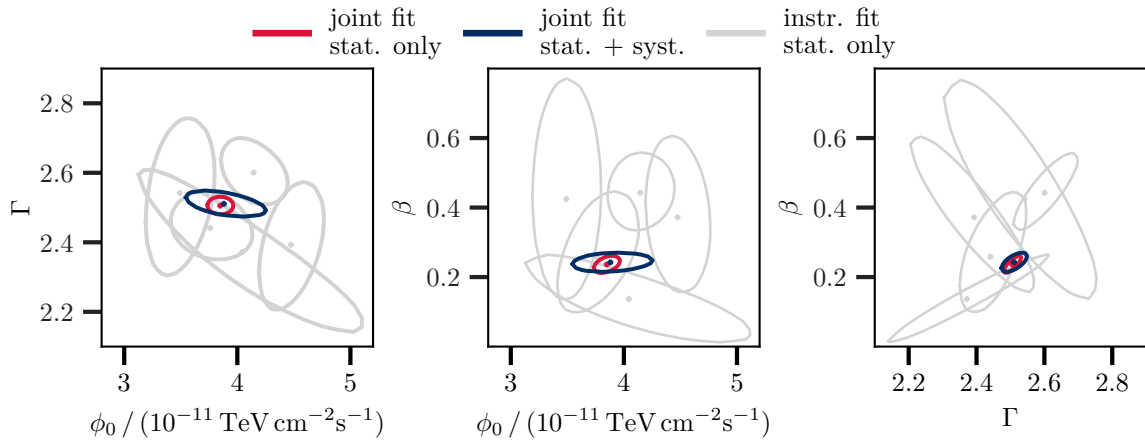 joint fit
stat. only
joint fit
stat. + syst.
instr. fit
stat. only
Γ
2.8
2.6
2.4
2.2
3 4 5
ϕ₀ / (10⁻¹¹ TeV cm⁻²s⁻¹)
β
0.6
0.4
0.2
3 4 5
ϕ₀ / (10⁻¹¹ TeV cm⁻²s⁻¹)
β
0.6
0.4
0.2
2.2 2.4 2.6 2.8
Γ